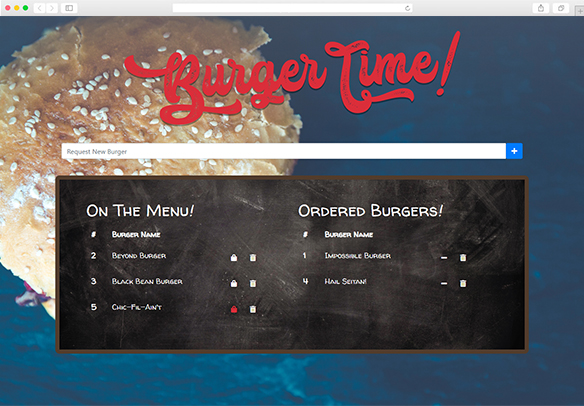 Burger Time!
Request New Burger
On The Menu!
# Burger Name
2 Beyond Burger
3 Black Bean Burger
5 Chic-Fil-Ain't
Ordered Burgers!
# Burger Name
1 Impossible Burger
4 Hail Seitan!